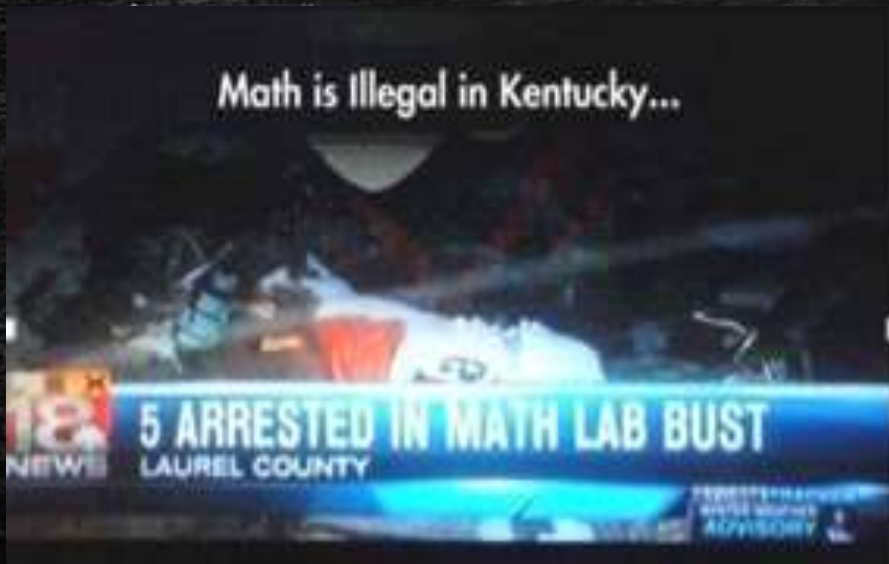 Math is Illegal in Kentucky...
18
5 ARRESTED IN MATH LAB BUST
NEWS
LAUREL COUNTY
ADVISORY